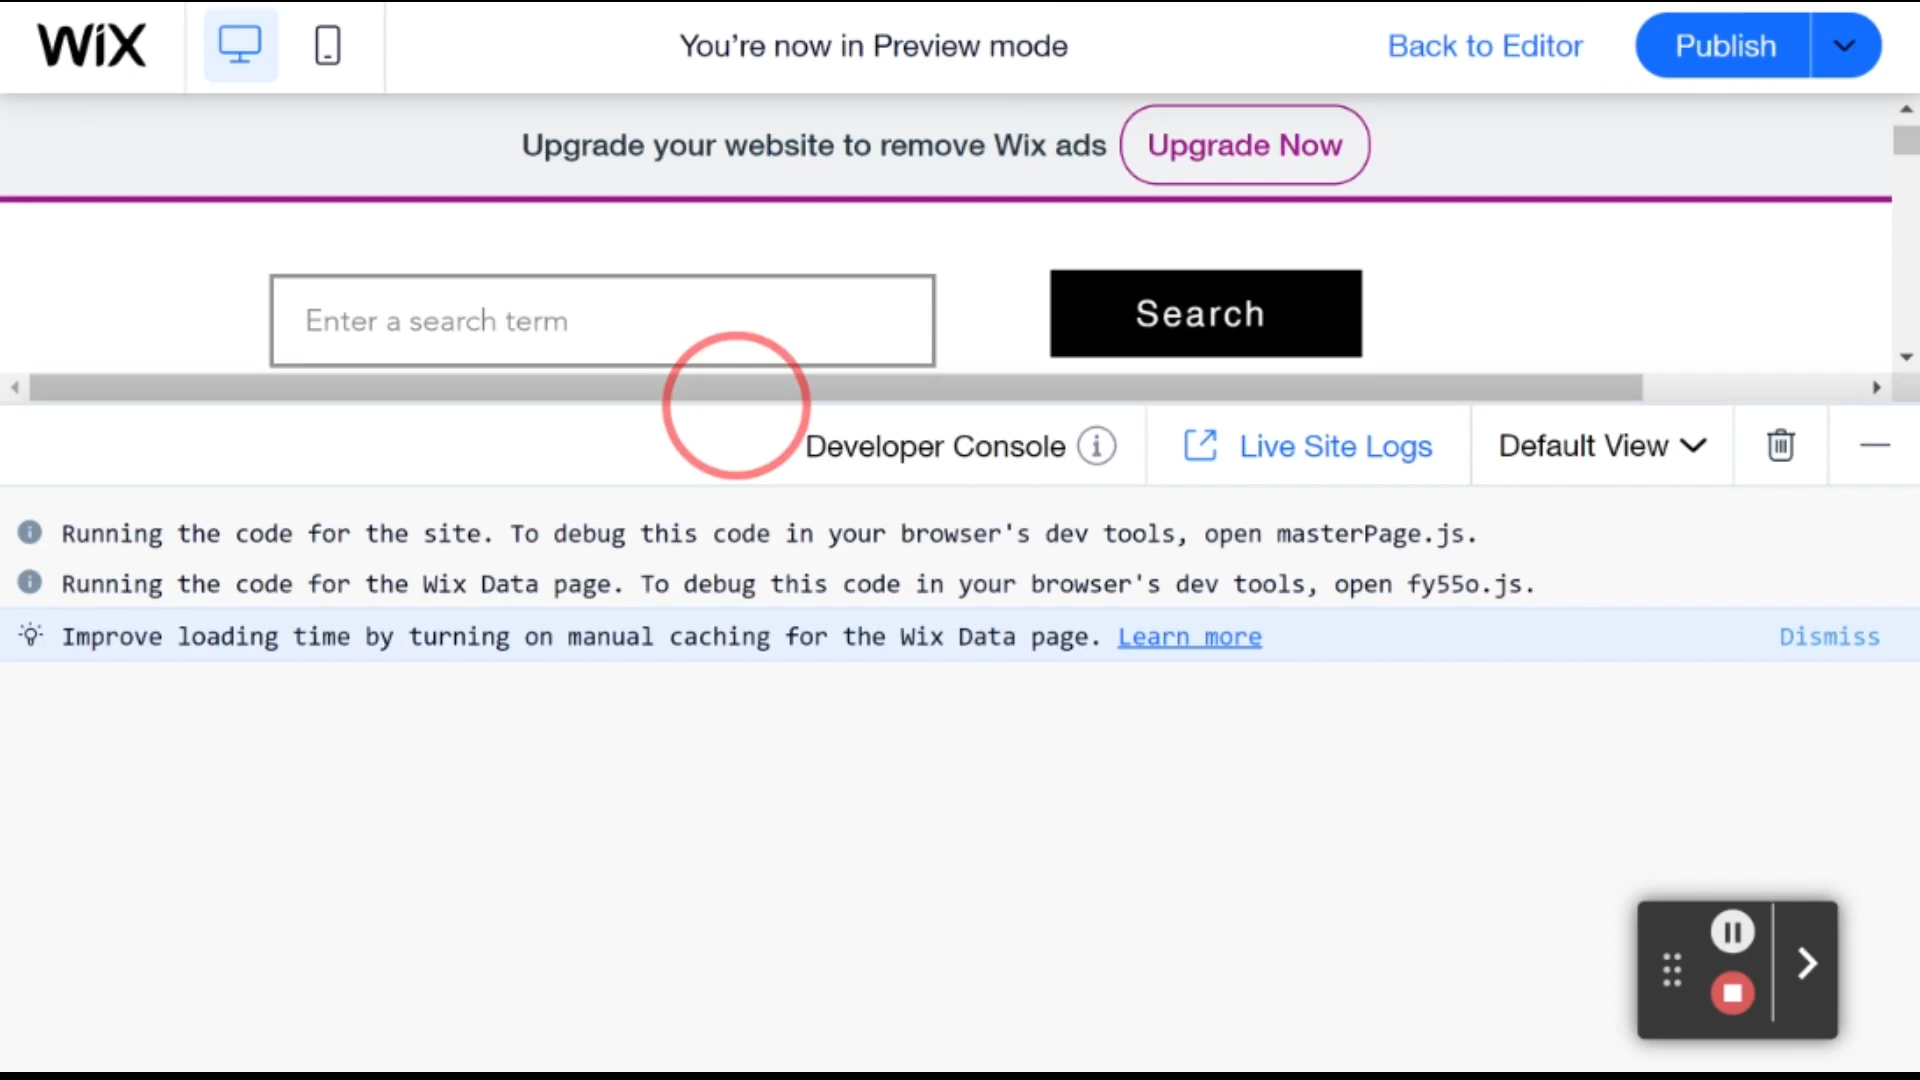 WiX
You're now in Preview mode
Back to Editor
Publish
Upgrade your website to remove Wix ads
Upgrade Now
Enter a search term
Search
Developer Console
Live Site Logs
Default View
Running the code for the site. To debug this code in your browser's dev tools, open masterPage.js.
Running the code for the Wix Data page. To debug this code in your browser's dev tools, open fy55o.js.
Improve loading time by turning on manual caching for the Wix Data page. Learn more
Dismiss